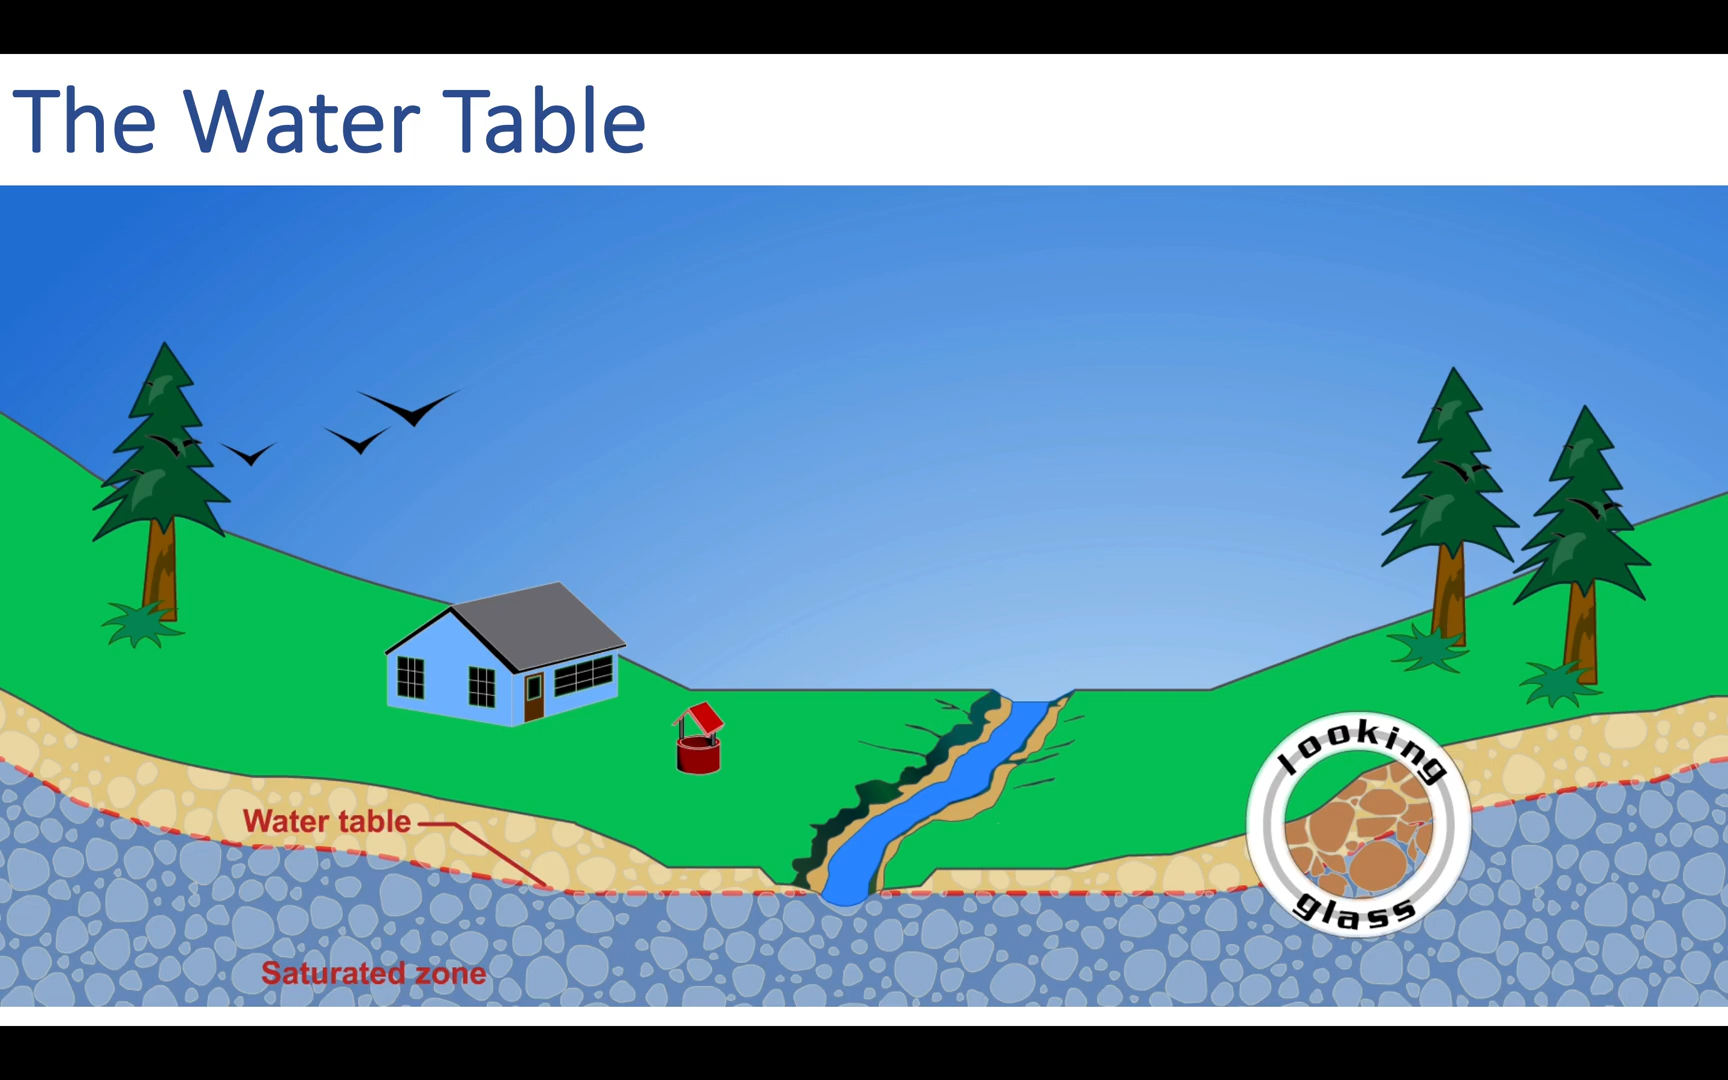 The Water Table
looking
Water table
glass
Saturated zone